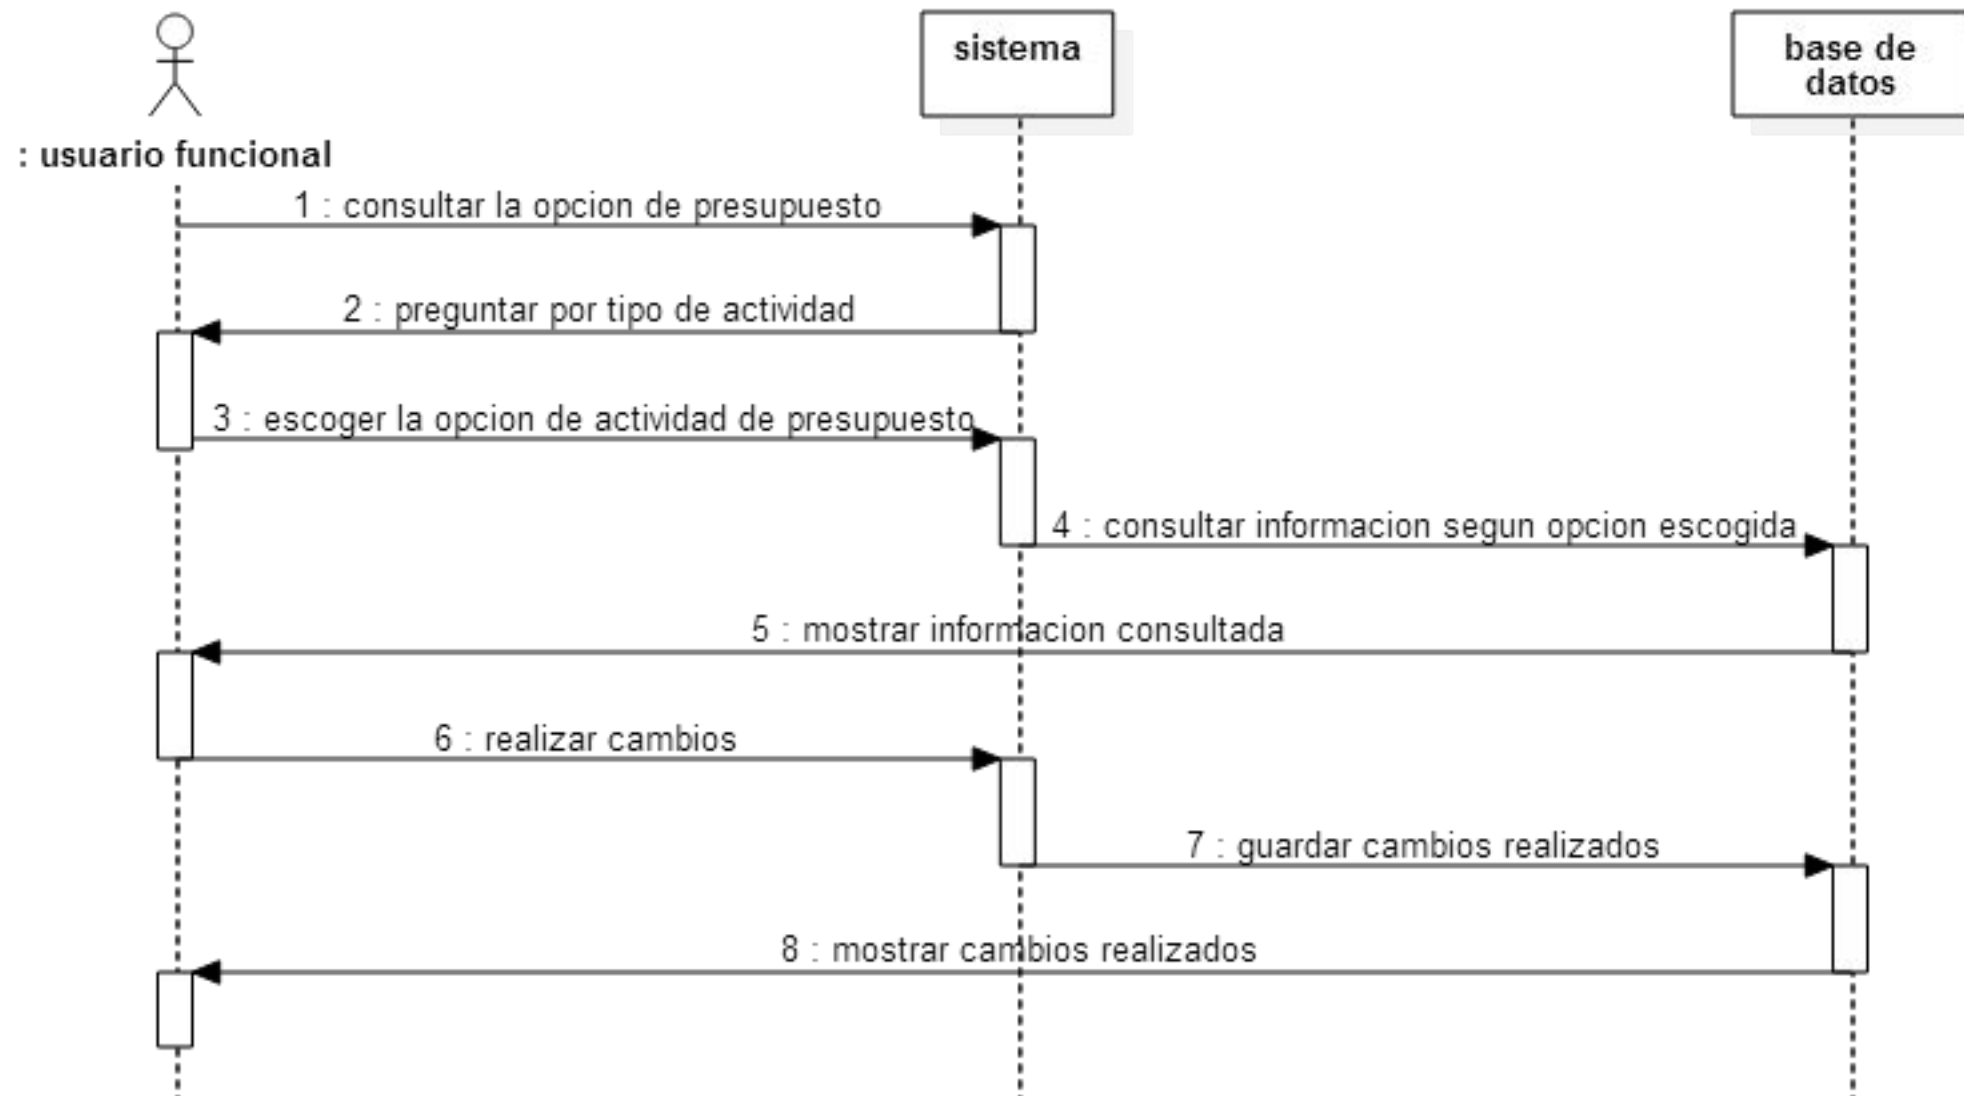 sistema
base de
datos
: usuario funcional
1 : consultar la opcion de presupuesto
2 : preguntar por tipo de actividad
3 : escoger la opcion de actividad de presupuesto
4 : consultar informacion segun opcion escogida
5 : mostrar informacion consultada
6 : realizar cambios
7 : guardar cambios realizados
8 : mostrar cambios realizados